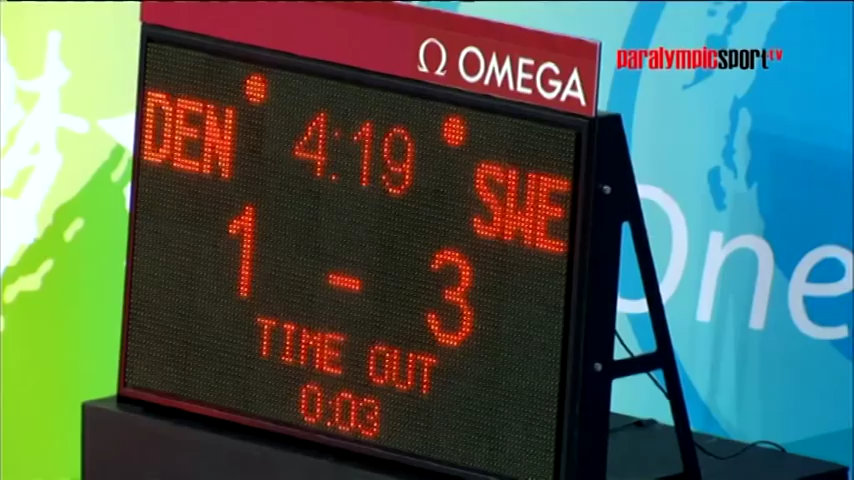 Ω OMEGA
paralympicsport.tv
DEN 4:19 SWE
1 - 3
TIME OUT
0:03
One